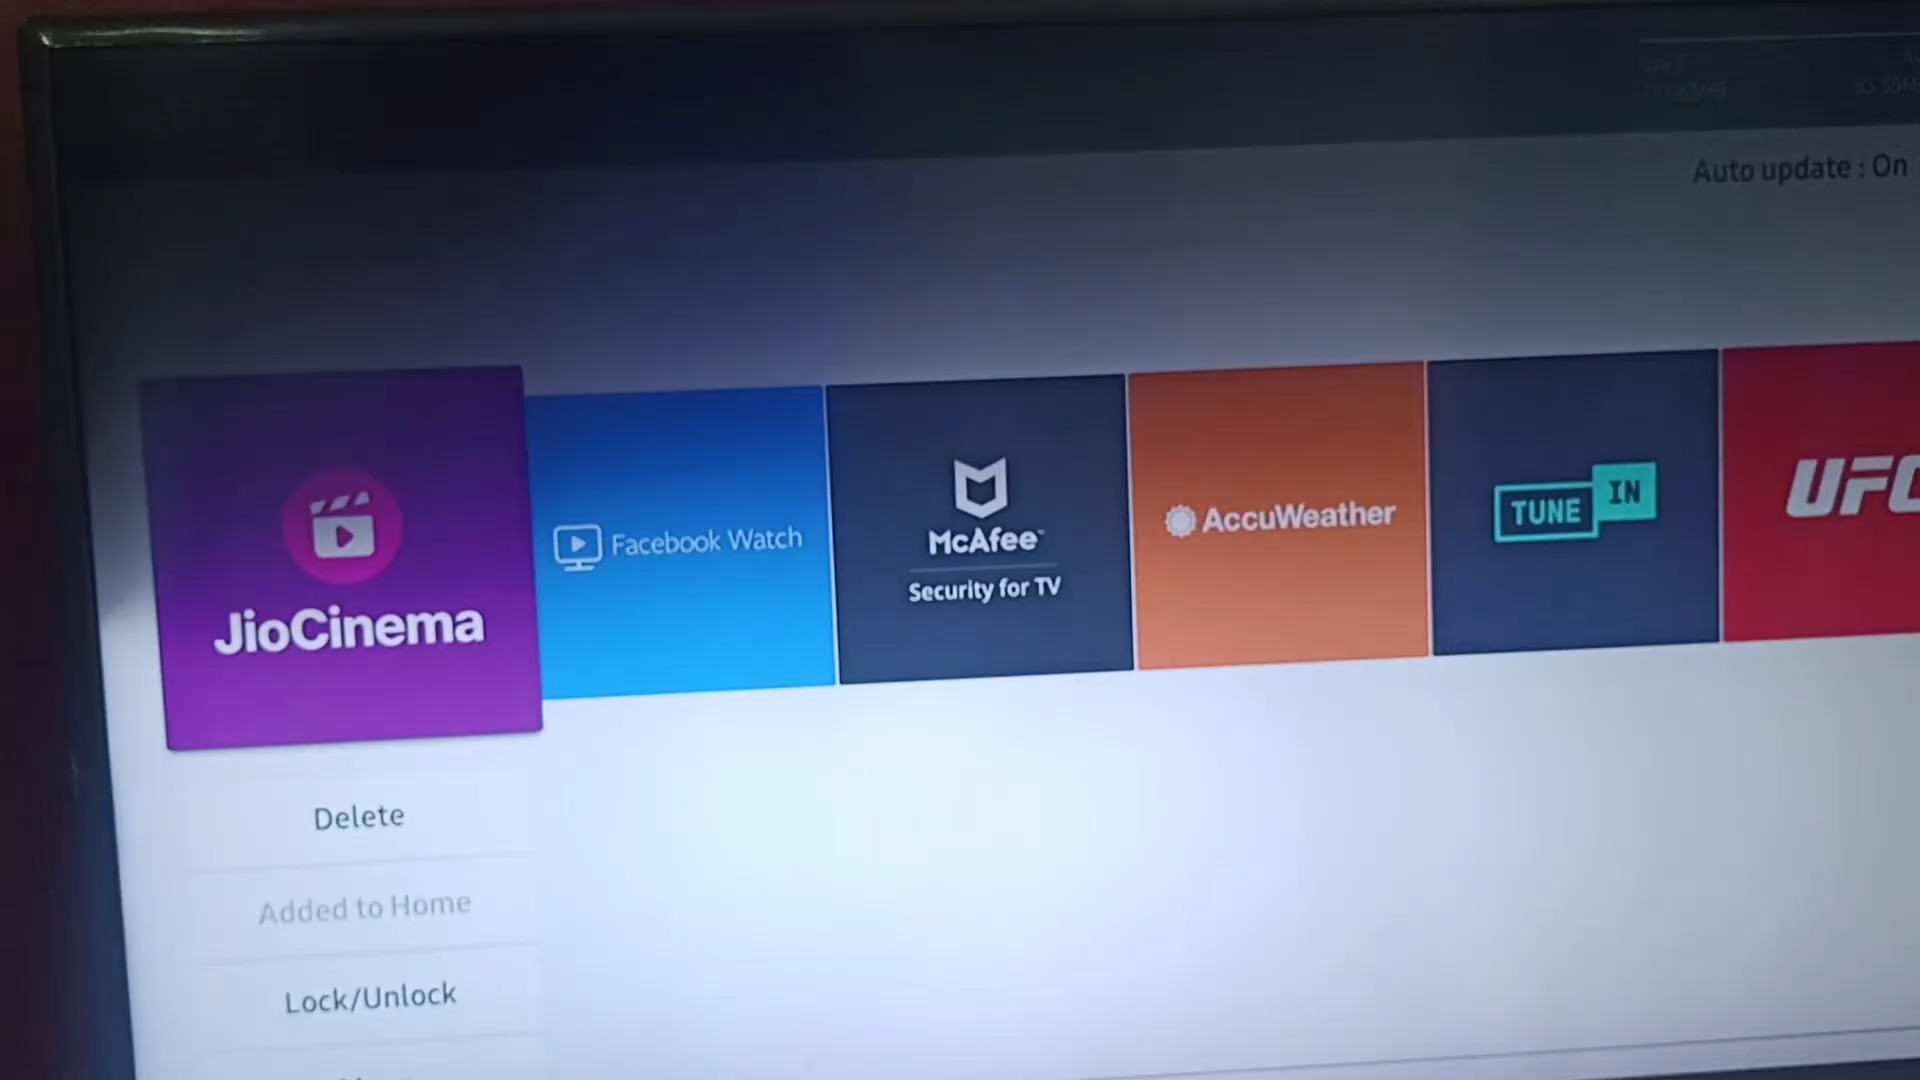 Auto update : On
JioCinema
Facebook Watch
McAfee™
Security for TV
AccuWeather
TUNE IN
UFC
Delete
Added to Home
Lock/Unlock